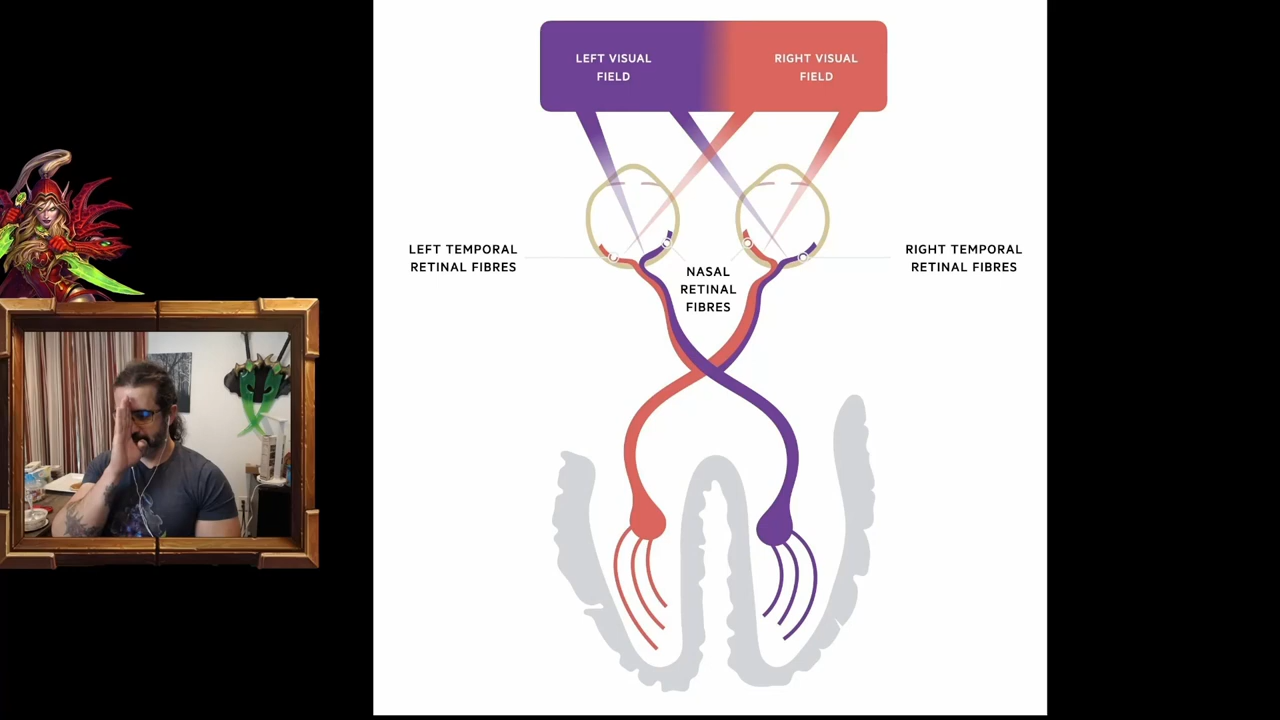 LEFT VISUAL
FIELD
RIGHT VISUAL
FIELD
LEFT TEMPORAL
RETINAL FIBRES
NASAL
RETINAL
FIBRES
RIGHT TEMPORAL
RETINAL FIBRES